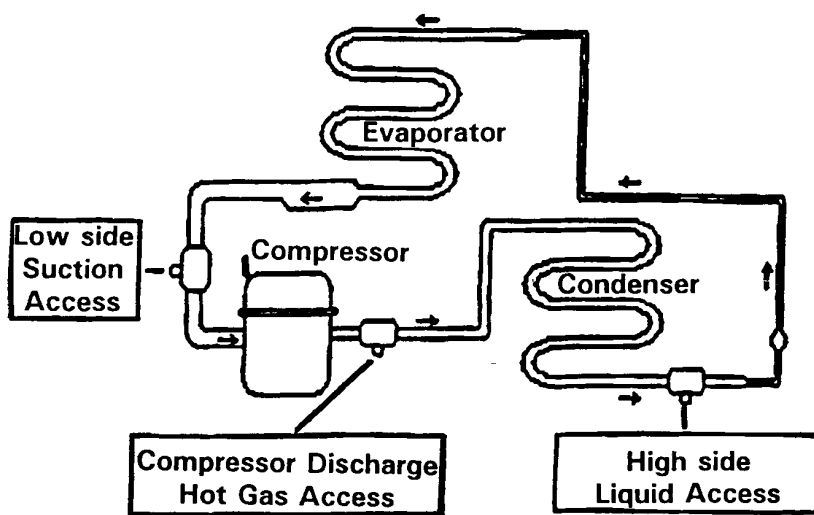 Evaporator
Low side
Suction
Access
Compressor
Condenser
Compressor Discharge
Hot Gas Access
High side
Liquid Access